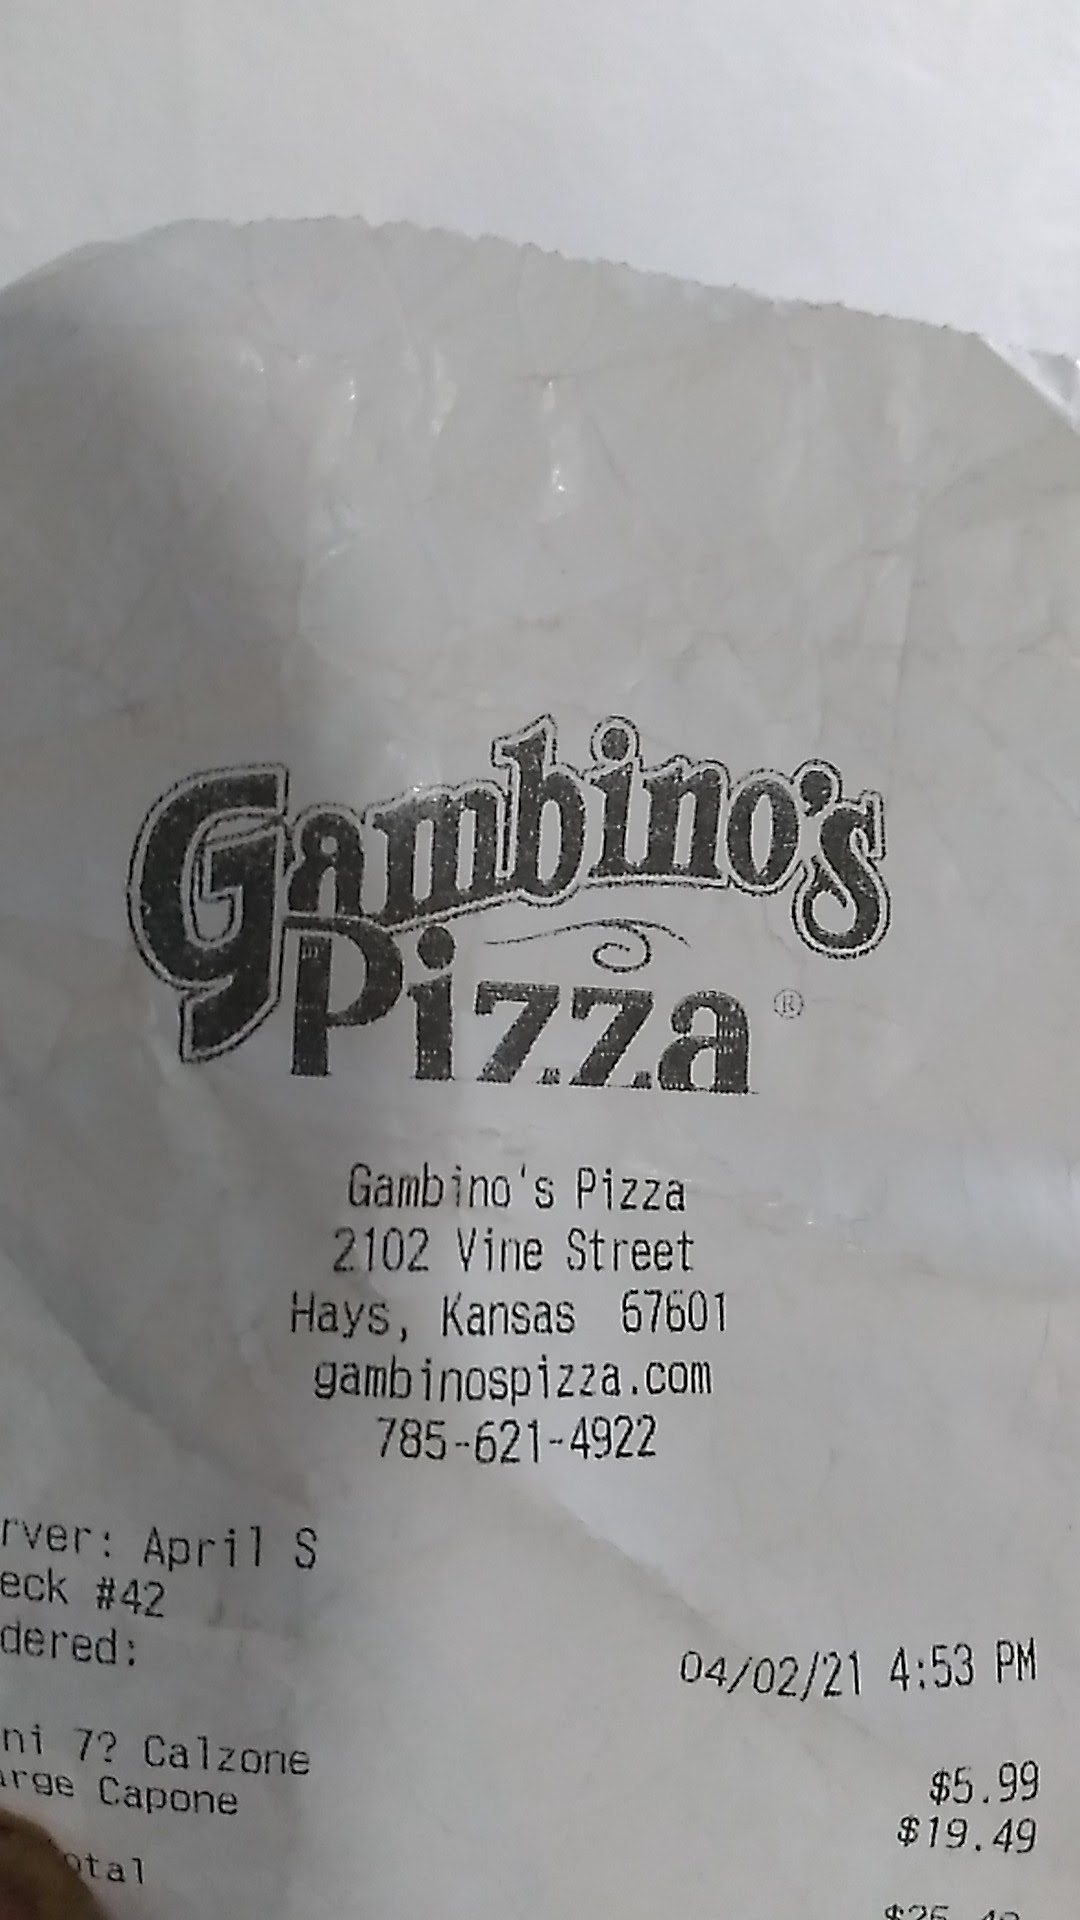 Gambino's
Pizza®
Gambino's Pizza
2102 Vine Street
Hays, Kansas 67601
gambinospizza.com
785-621-4922
rver: April S
eck #42
dered:
04/02/21 4:53 PM
ni 7? Calzone $5.99
arge Capone $19.49
otal